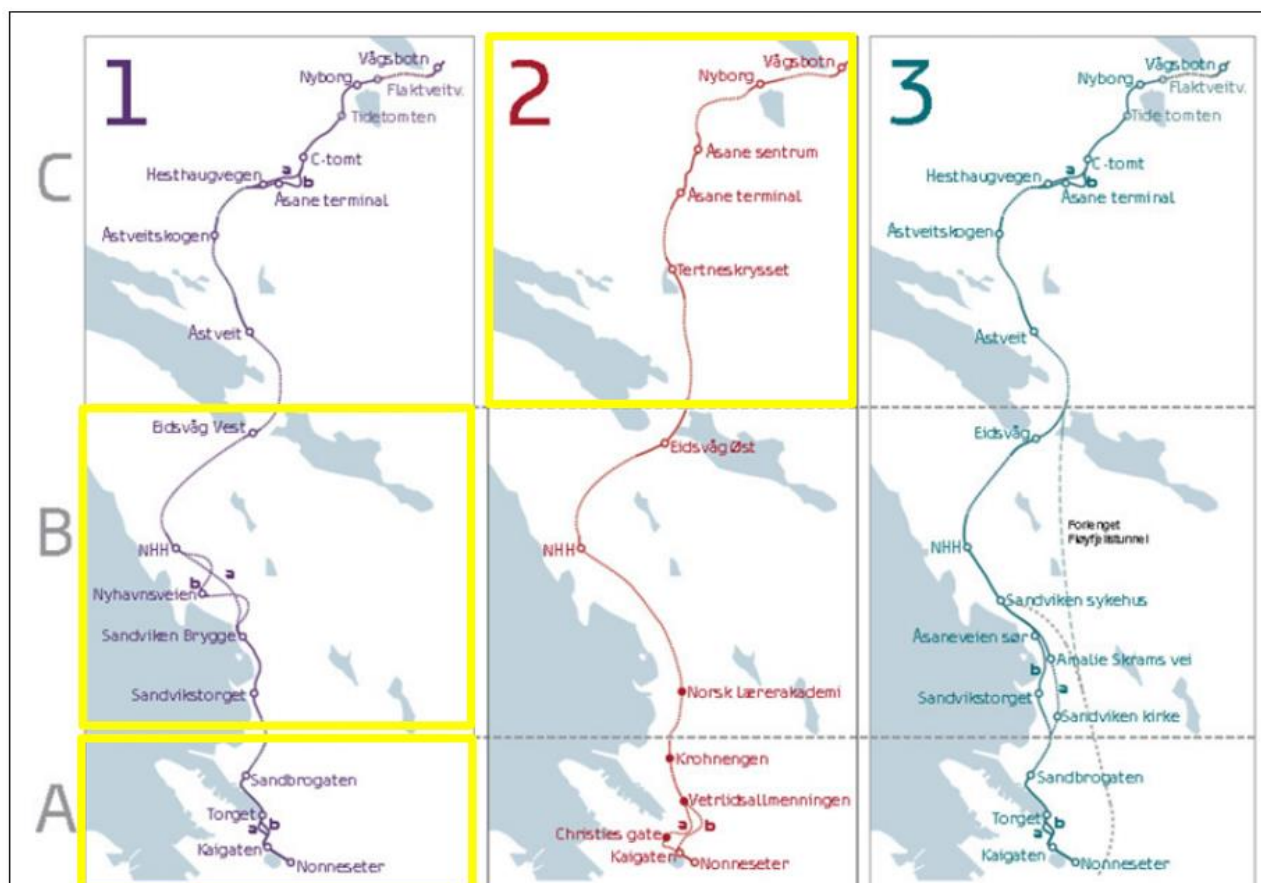 1
Vågsbotn
Nyborg
Flaktveitv.
Tidetomten
C-tomt
a
b
Hesthaugvegen
Åsane terminal
Åstveitskogen
Åstveit
2
Vågsbotn
Nyborg
Åsane sentrum
Åsane terminal
Tertneskrysset
3
Vågsbotn
Nyborg
Flaktveitv.
Tidetomten
C-tomt
a
b
Hesthaugvegen
Åsane terminal
Åstveitskogen
Åstveit
C
Eidsvåg Vest
NHH
a
b
Nyhavnsveien
Sandviken Brygge
Sandvikstorget
Eidsvåg Øst
NHH
Norsk Lærerakademi
Eidsvåg
Forlenget
Fløyfjellstunnel
NHH
Sandviken sykehus
Åsaneveien sør
Amalie Skrams vei
b
a
Sandvikstorget
Sandviken kirke
B
Sandbrogaten
Torget
a
b
Kaigaten
Nonneseter
Krohnengen
Vetrlidsallmenningen
Christies gate
a
b
Kaigaten
Nonneseter
Sandbrogaten
Torget
a
b
Kaigaten
Nonneseter
A